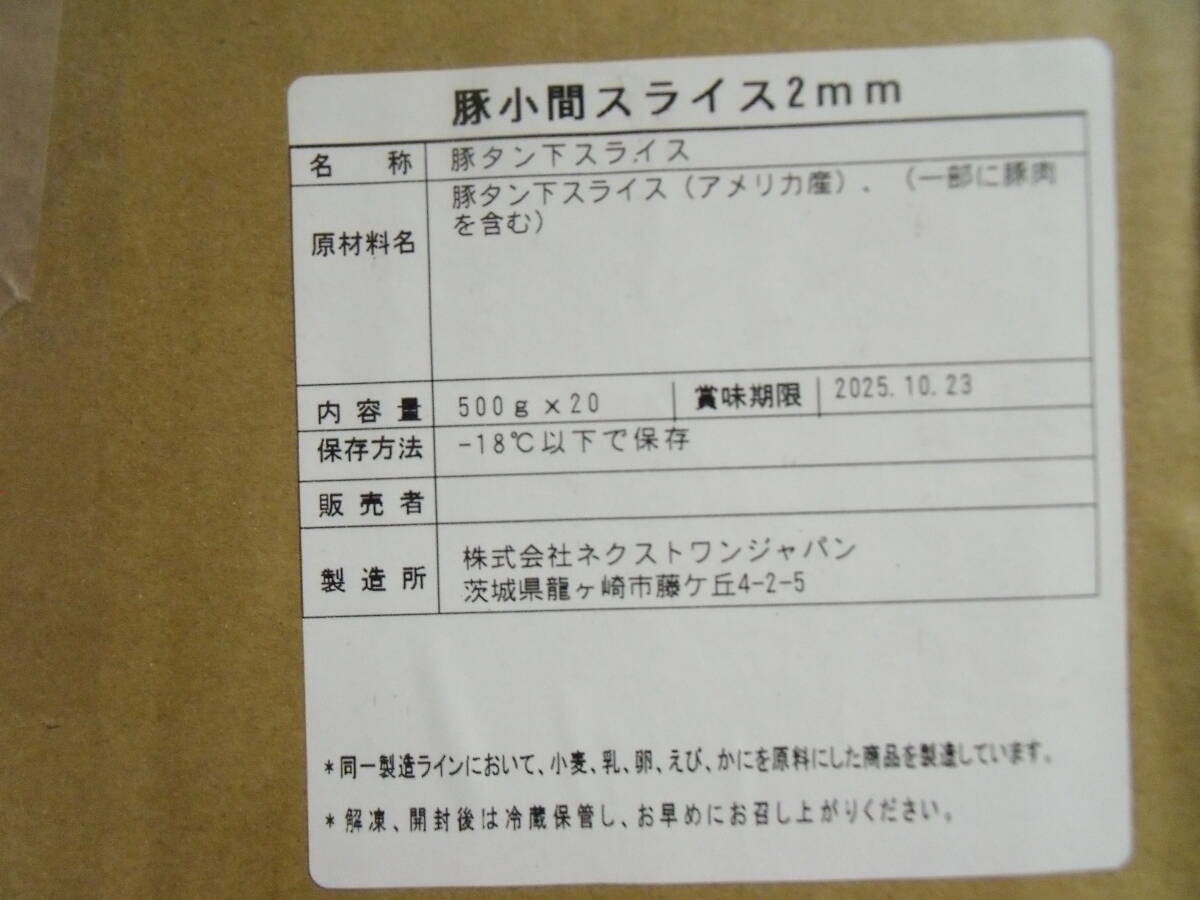 豚小間スライス2mm
名 称 豚タン下スライス
原材料名 豚タン下スライス（アメリカ産）、（一部に豚肉
を含む）
内容量 500g×20 賞味期限 2025.10.23
保存方法 -18℃以下で保存
販売者
製造所 株式会社ネクストワンジャパン
茨城県龍ヶ崎市藤ケ丘4-2-5
*同一製造ラインにおいて、小麦、乳、卵、えび、かにを原料にした商品を製造しています。
*解凍、開封後は冷蔵保管し、お早めにお召し上がりください。